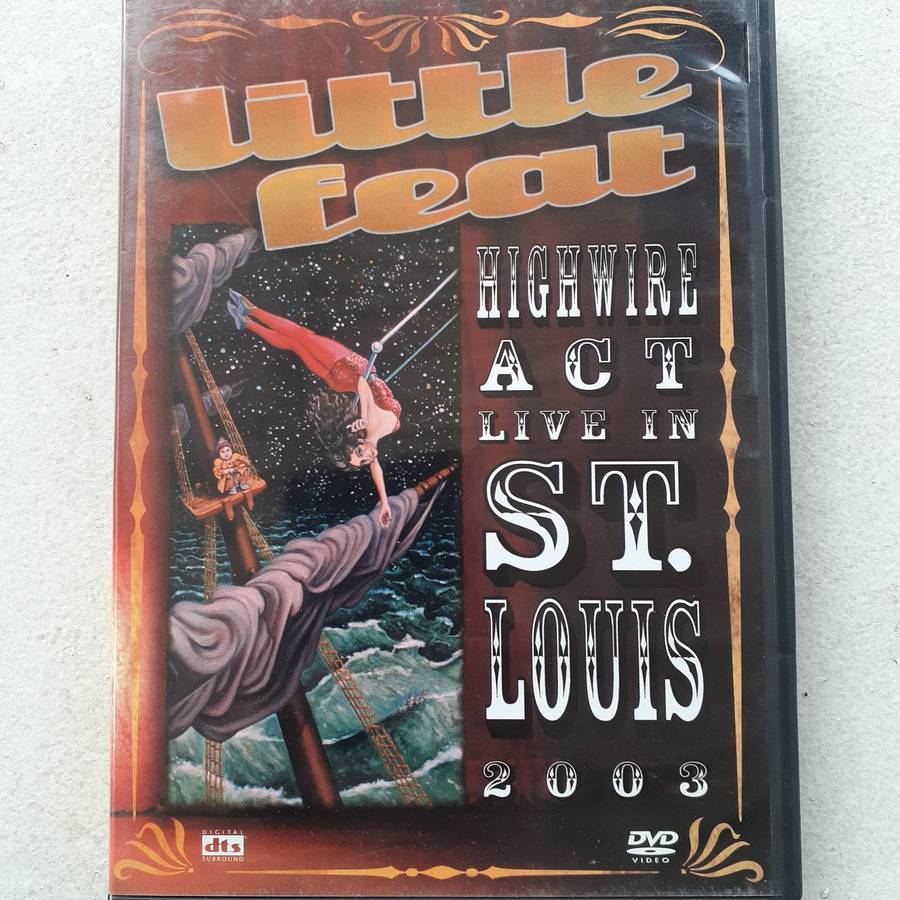 little
feat
HIGHWIRE
ACT
LIVE IN
ST.
LOUIS
2003
DIGITAL
dts
SURROUND
DVD
VIDEO